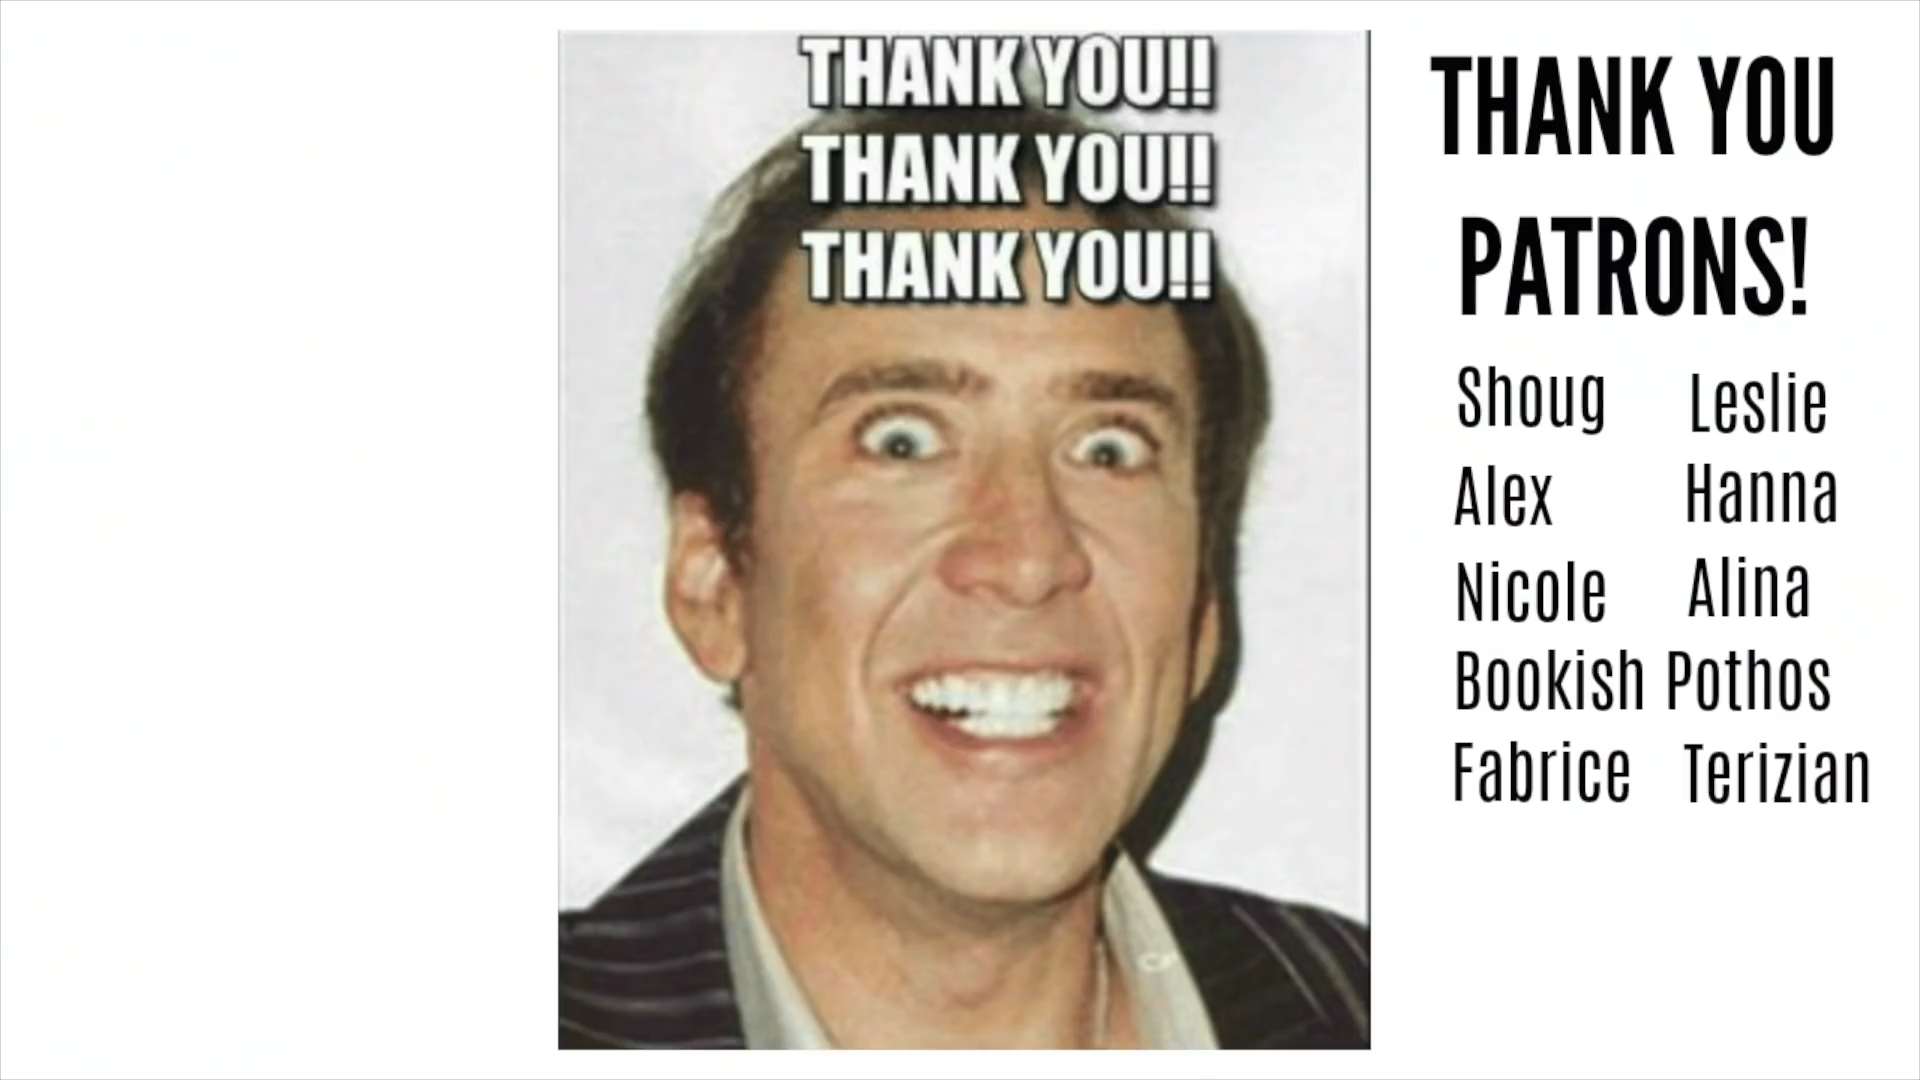 THANK YOU!!
THANK YOU!!
THANK YOU!!
THANK YOU
PATRONS!
Shoug Leslie
Alex Hanna
Nicole Alina
Bookish Pothos
Fabrice Terizian